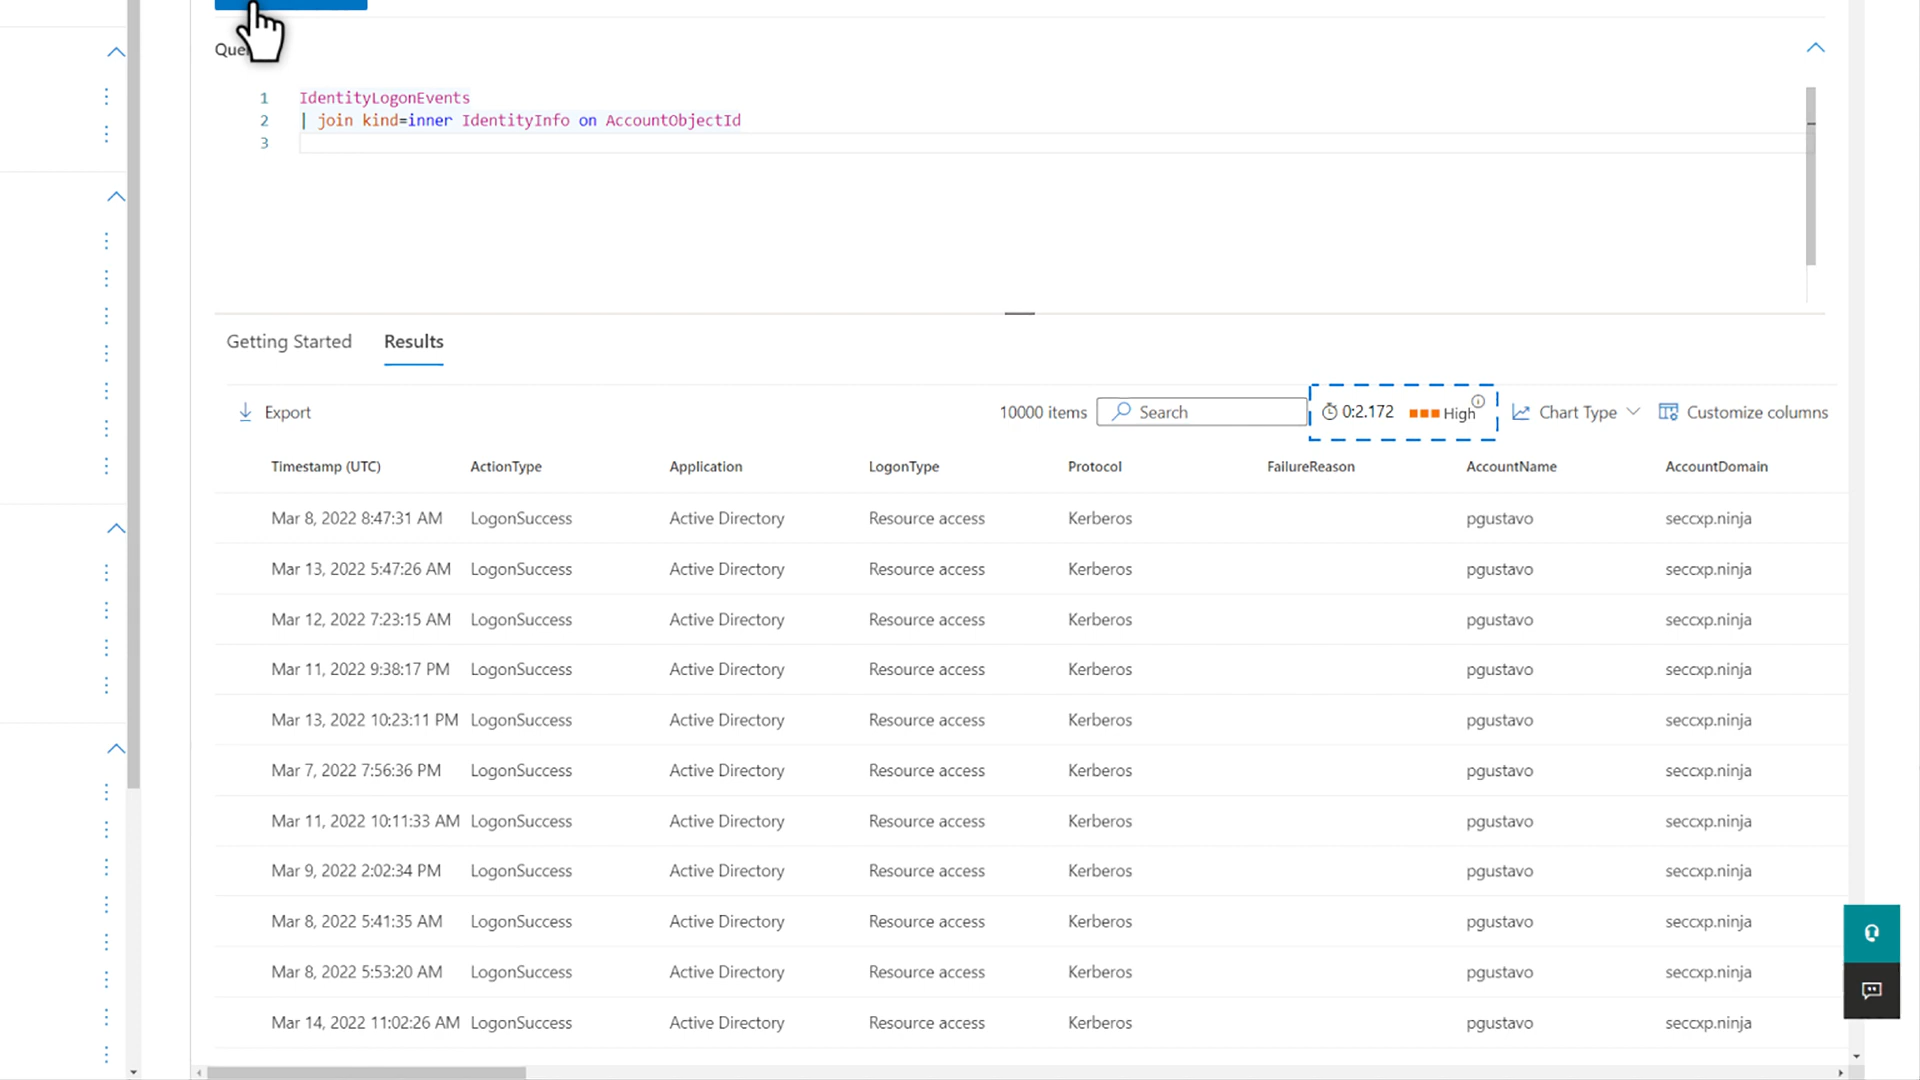 Que
1 IdentityLogonEvents
2 | join kind=inner IdentityInfo on AccountObjectId
3
Getting Started Results
Export 10000 items Search 0:2.172 High Chart Type Customize columns
Timestamp (UTC) ActionType Application LogonType Protocol FailureReason AccountName AccountDomain
Mar 8, 2022 8:47:31 AM LogonSuccess Active Directory Resource access Kerberos pgustavo seccxp.ninja
Mar 13, 2022 5:47:26 AM LogonSuccess Active Directory Resource access Kerberos pgustavo seccxp.ninja
Mar 12, 2022 7:23:15 AM LogonSuccess Active Directory Resource access Kerberos pgustavo seccxp.ninja
Mar 11, 2022 9:38:17 PM LogonSuccess Active Directory Resource access Kerberos pgustavo seccxp.ninja
Mar 13, 2022 10:23:11 PM LogonSuccess Active Directory Resource access Kerberos pgustavo seccxp.ninja
Mar 7, 2022 7:56:36 PM LogonSuccess Active Directory Resource access Kerberos pgustavo seccxp.ninja
Mar 11, 2022 10:11:33 AM LogonSuccess Active Directory Resource access Kerberos pgustavo seccxp.ninja
Mar 9, 2022 2:02:34 PM LogonSuccess Active Directory Resource access Kerberos pgustavo seccxp.ninja
Mar 8, 2022 5:41:35 AM LogonSuccess Active Directory Resource access Kerberos pgustavo seccxp.ninja
Mar 8, 2022 5:53:20 AM LogonSuccess Active Directory Resource access Kerberos pgustavo seccxp.ninja
Mar 14, 2022 11:02:26 AM LogonSuccess Active Directory Resource access Kerberos pgustavo seccxp.ninja